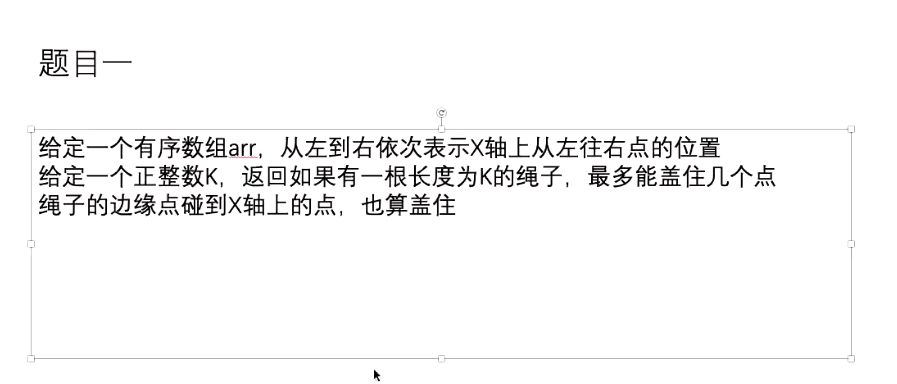 题目一
给定一个有序数组arr，从左到右依次表示X轴上从左往右点的位置
给定一个正整数K，返回如果有一根长度为K的绳子，最多能盖住几个点
绳子的边缘点碰到X轴上的点，也算盖住